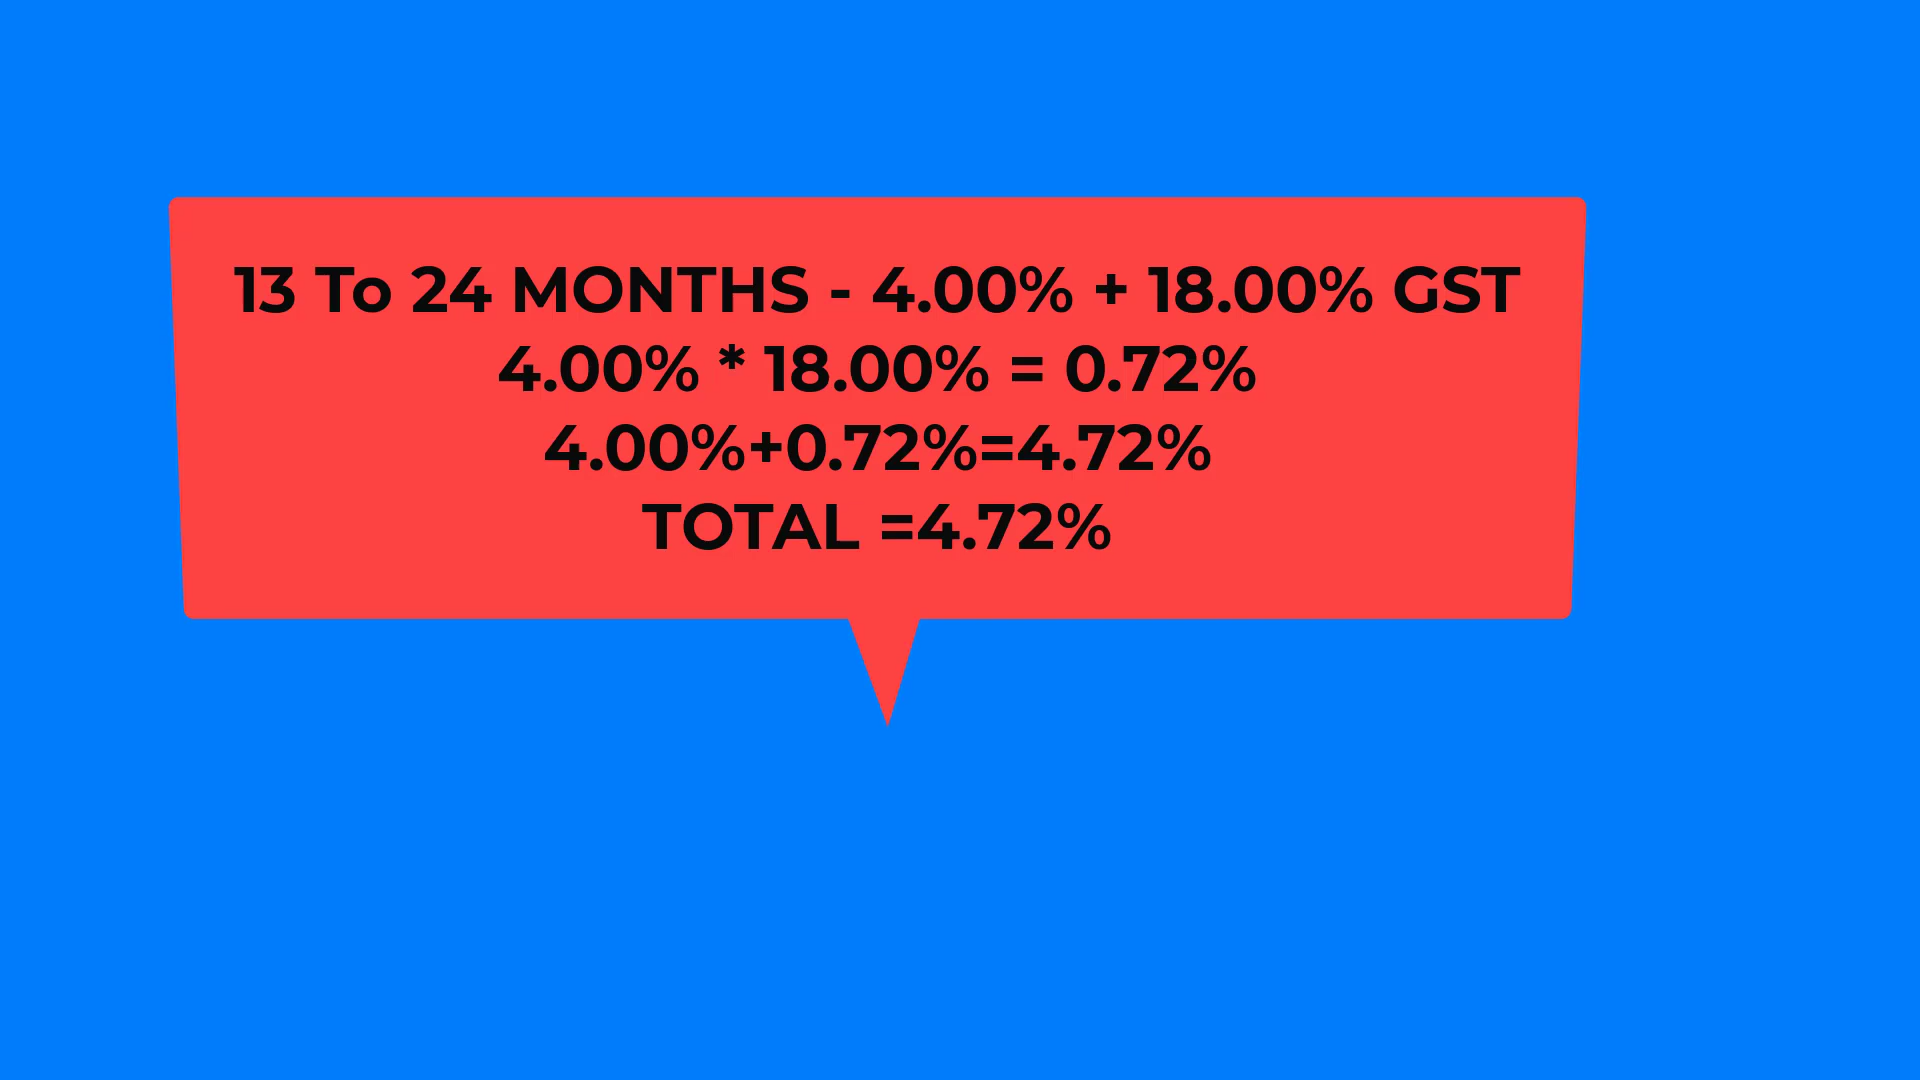 13 To 24 MONTHS - 4.00% + 18.00% GST
4.00% * 18.00% = 0.72%
4.00%+0.72%=4.72%
TOTAL =4.72%